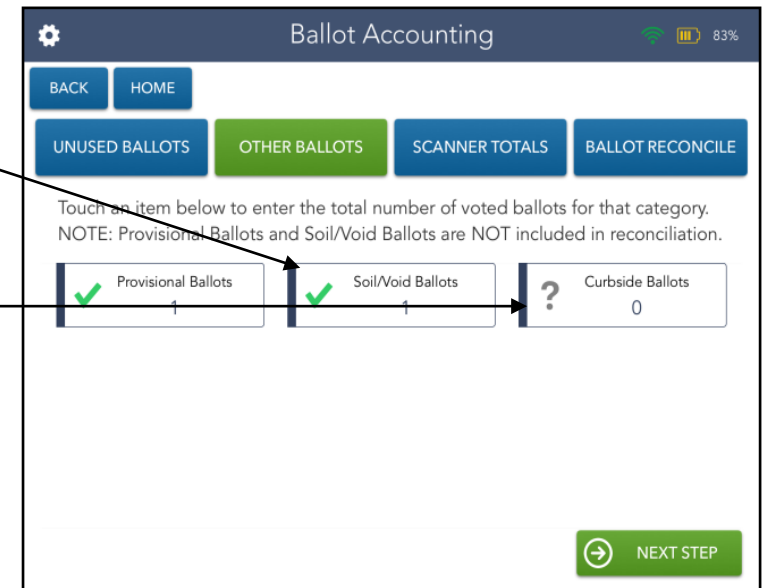 Ballot Accounting
83%
BACK HOME
UNUSED BALLOTS OTHER BALLOTS SCANNER TOTALS BALLOT RECONCILE
Touch an item below to enter the total number of voted ballots for that category.
NOTE: Provisional Ballots and Soil/Void Ballots are NOT included in reconciliation.
Provisional Ballots Soil/Void Ballots ? Curbside Ballots
1 1 0
NEXT STEP